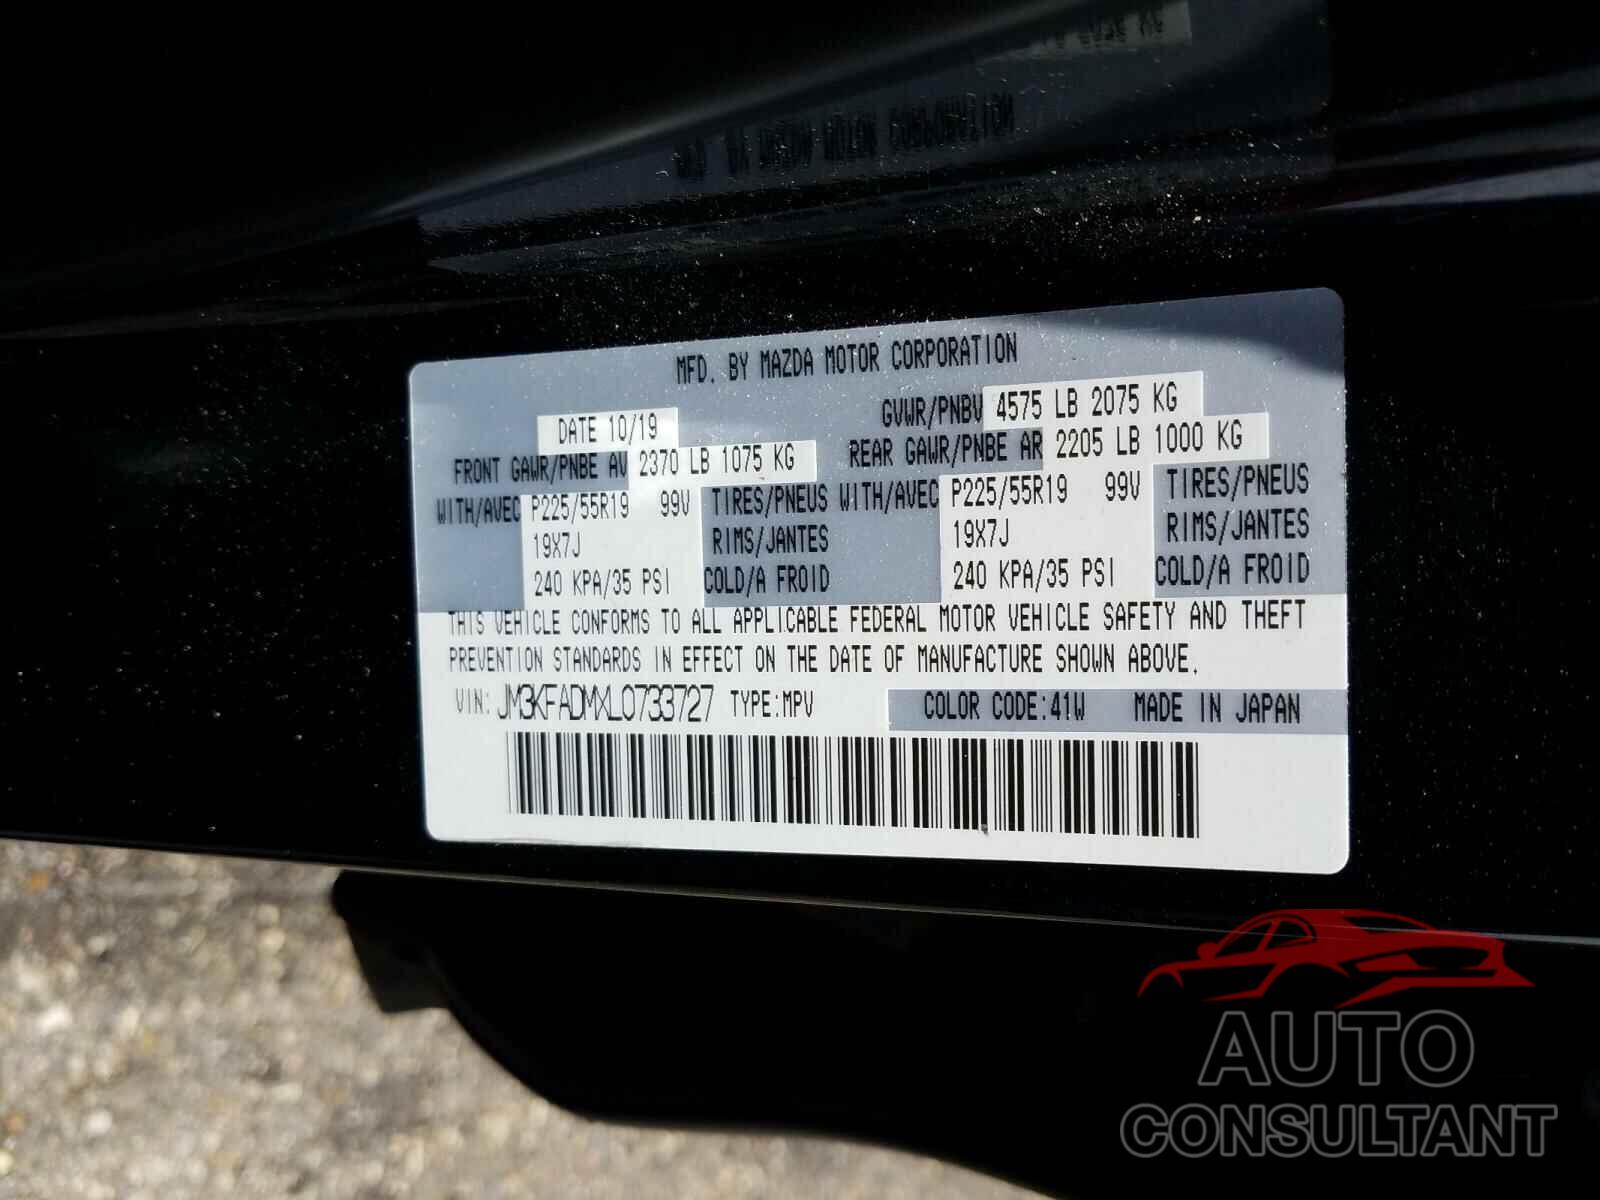 MFD. BY MAZDA MOTOR CORPORATION
DATE 10/19 GVWR/PNBV 4575 LB 2075 KG
FRONT GAWR/PNBE AV 2370 LB 1075 KG REAR GAWR/PNBE AR 2205 LB 1000 KG
WITH/AVEC P225/55R19 99V TIRES/PNEUS WITH/AVEC P225/55R19 99V TIRES/PNEUS
19X7J RIMS/JANTES 19X7J RIMS/JANTES
240 KPA/35 PSI COLD/A FROID 240 KPA/35 PSI COLD/A FROID
THIS VEHICLE CONFORMS TO ALL APPLICABLE FEDERAL MOTOR VEHICLE SAFETY AND THEFT
PREVENTION STANDARDS IN EFFECT ON THE DATE OF MANUFACTURE SHOWN ABOVE.
VIN: JM3KFADMXL0733727 TYPE:MPV COLOR CODE:41W MADE IN JAPAN
AUTO
CONSULTANT